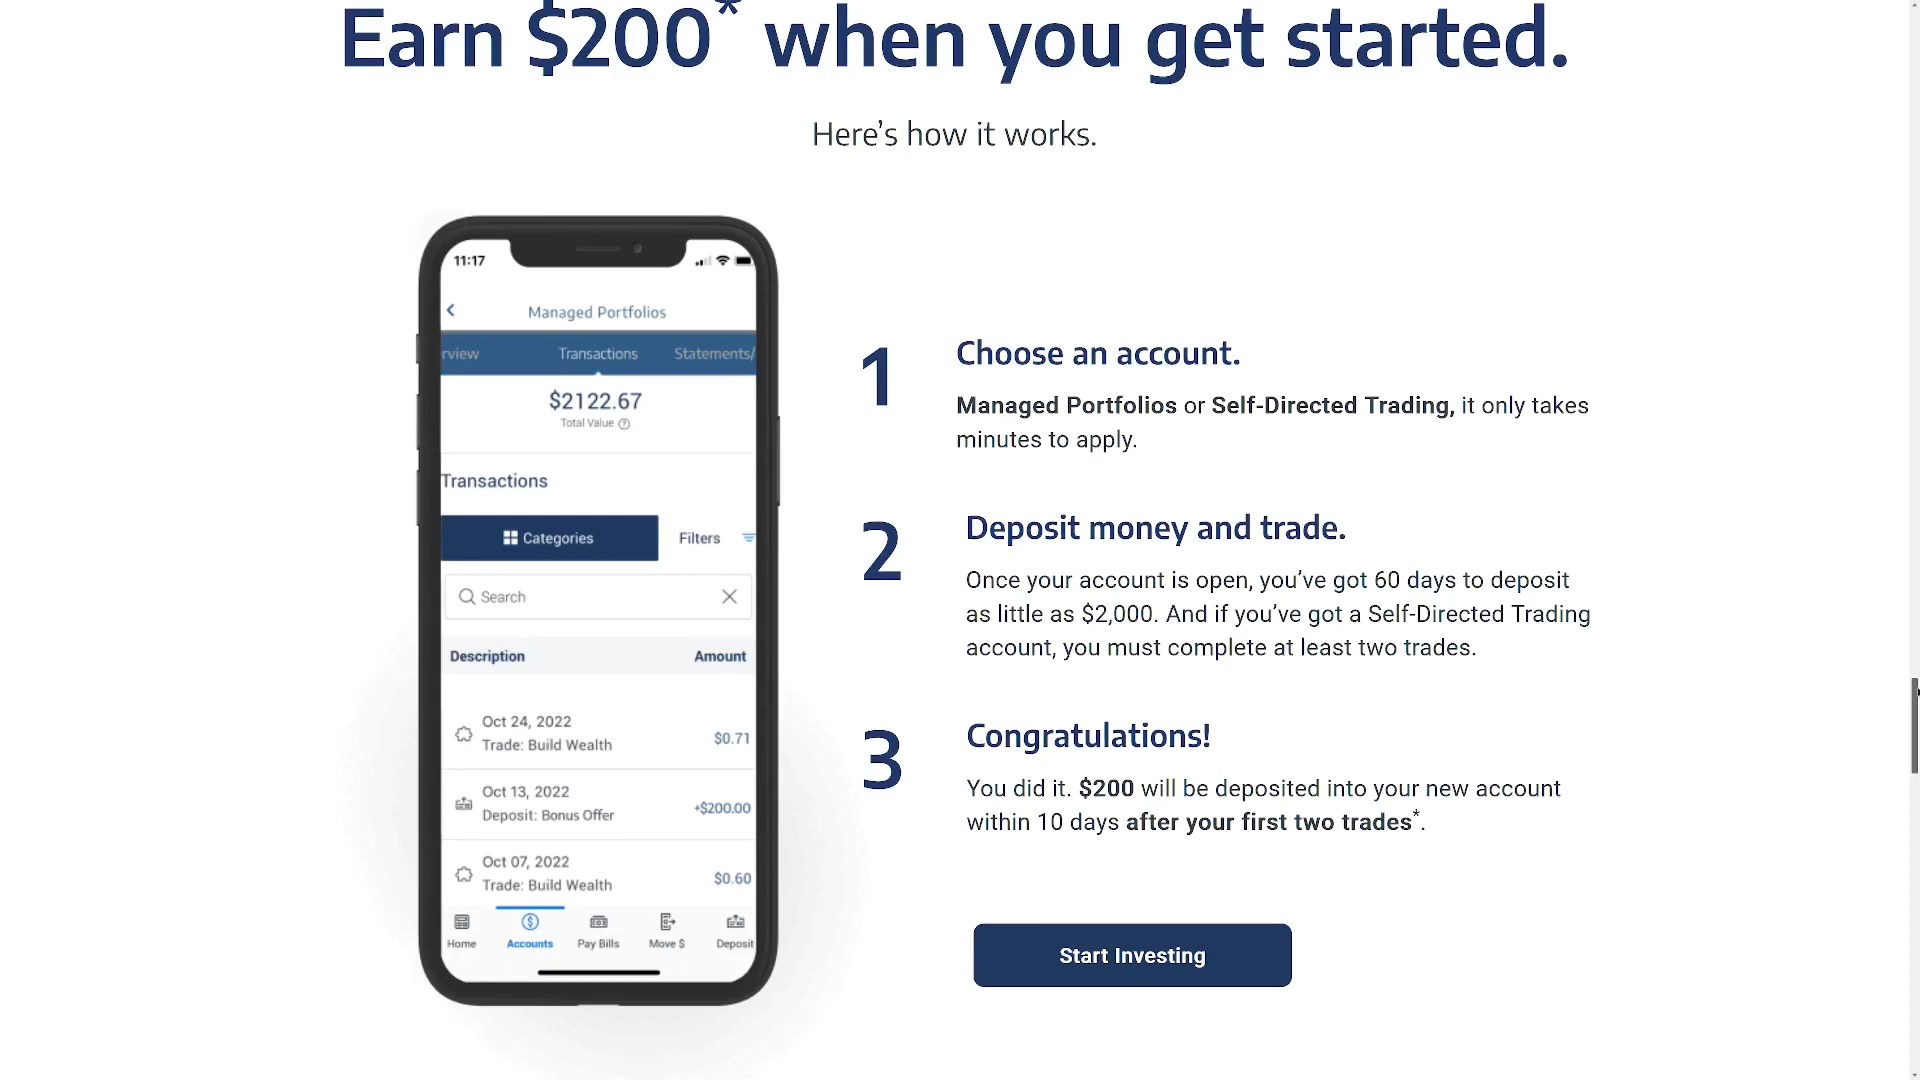 Earn $200* when you get started.
Here's how it works.
11:17
Managed Portfolios
rview Transactions Statements/
$2122.67
Total Value ?
Transactions
Categories Filters
Search
Description Amount
Oct 24, 2022
Trade: Build Wealth $0.71
Oct 13, 2022
Deposit: Bonus Offer +$200.00
Oct 07, 2022
Trade: Build Wealth $0.60
Home Accounts Pay Bills Move $ Deposit
1 Choose an account.
Managed Portfolios or Self-Directed Trading, it only takes
minutes to apply.
2 Deposit money and trade.
Once your account is open, you've got 60 days to deposit
as little as $2,000. And if you've got a Self-Directed Trading
account, you must complete at least two trades.
3 Congratulations!
You did it. $200 will be deposited into your new account
within 10 days after your first two trades*.
Start Investing